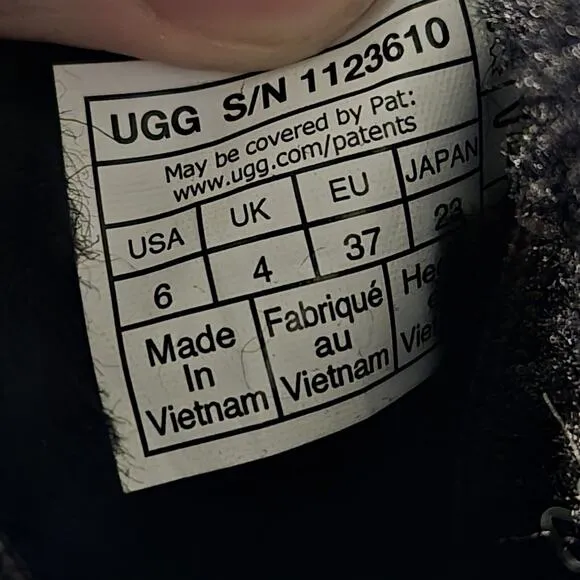 UGG S/N 1123610
May be covered by Pat:
www.ugg.com/patents
USA UK EU JAPAN
6 4 37 23
Made In Vietnam
Fabriqué au Vietnam